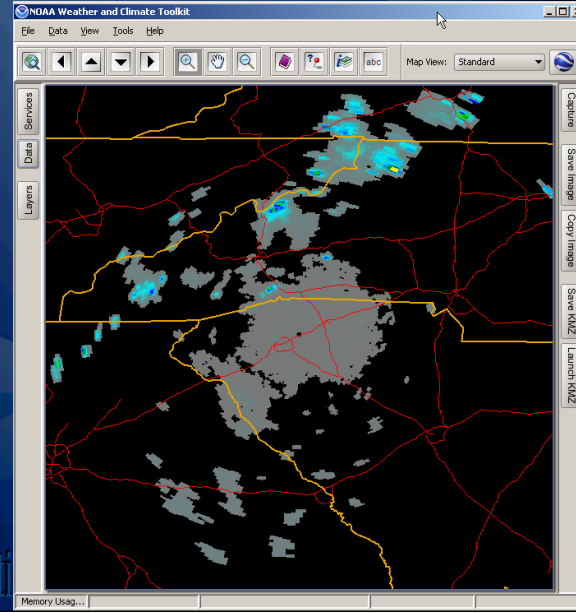 NOAA Weather and Climate Toolkit
File Data View Tools Help
abc Map View: Standard
Services
Data
Layers
Capture
Save Image
Copy Image
Save KMZ
Launch KMZ
Memory Usag...